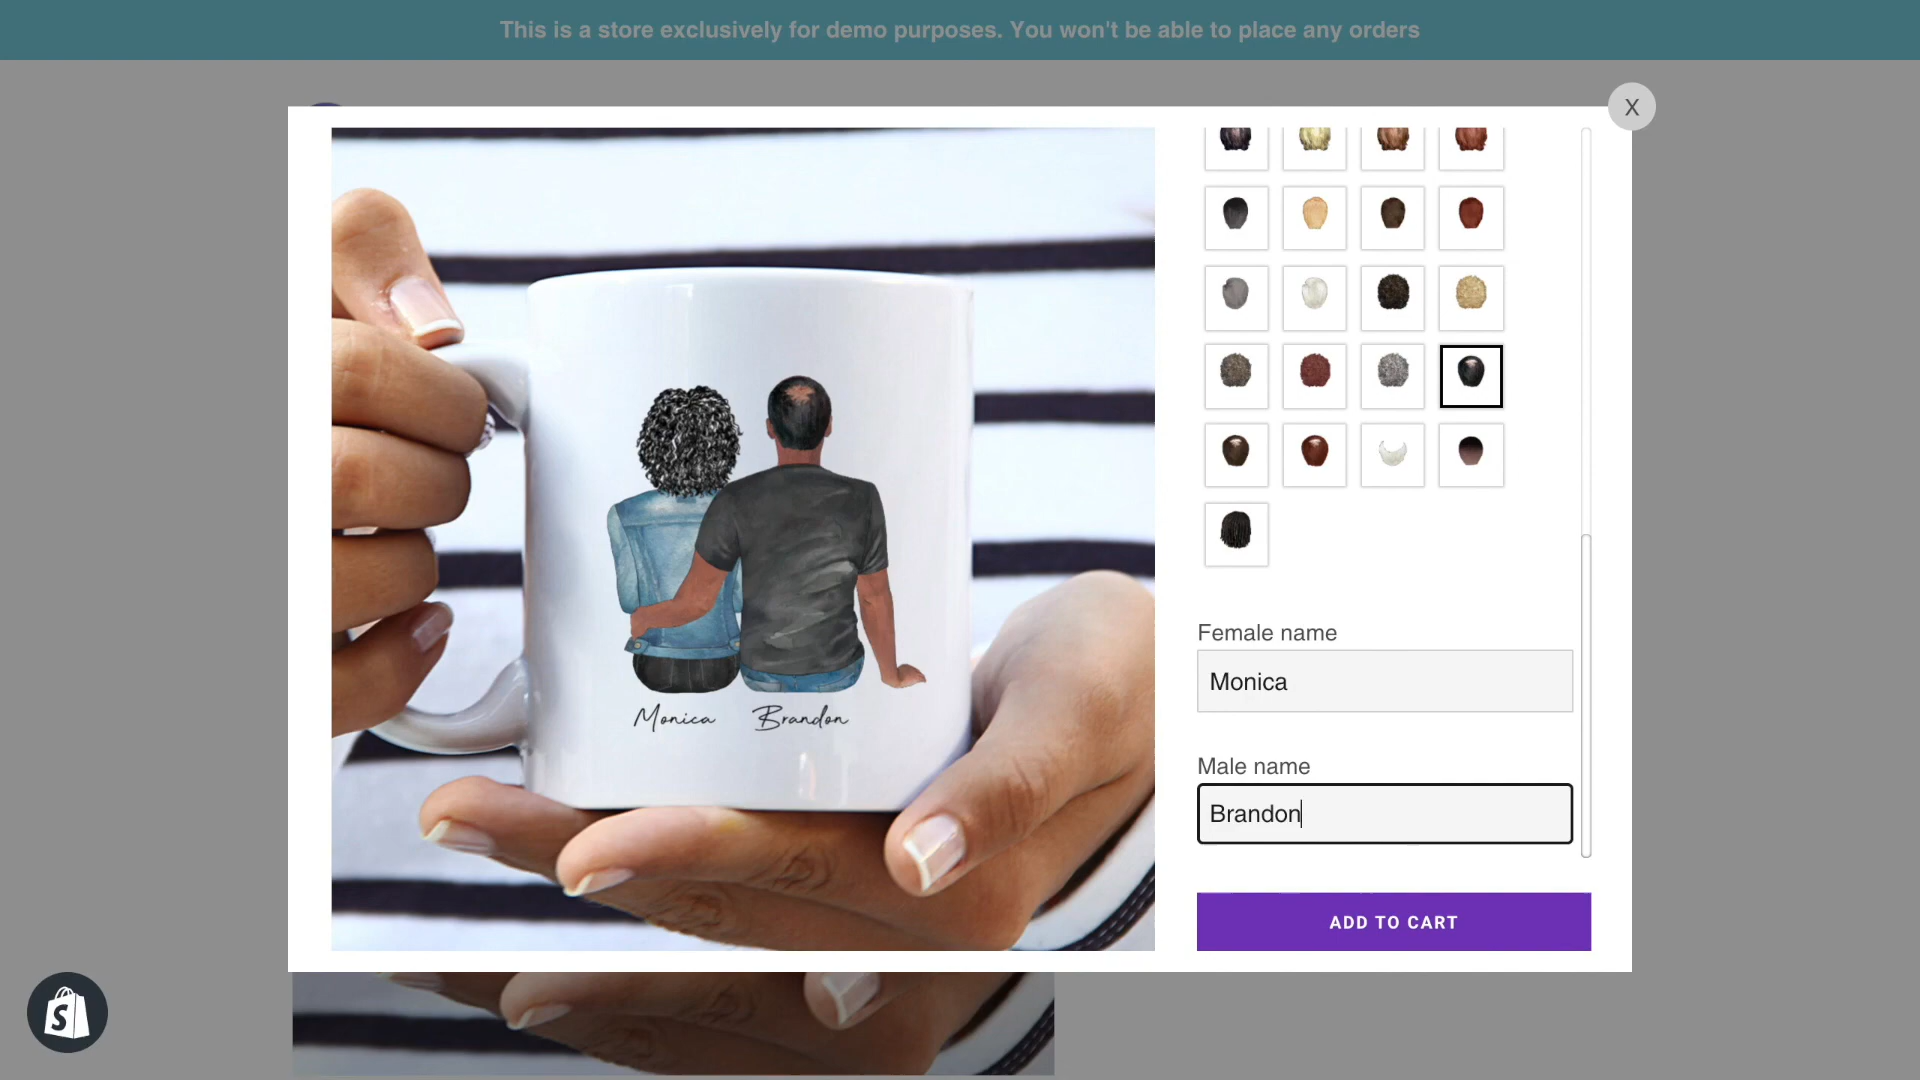 This is a store exclusively for demo purposes. You won't be able to place any orders
X
Female name
Monica
Male name
Brandon
Monica Brandon
ADD TO CART
S